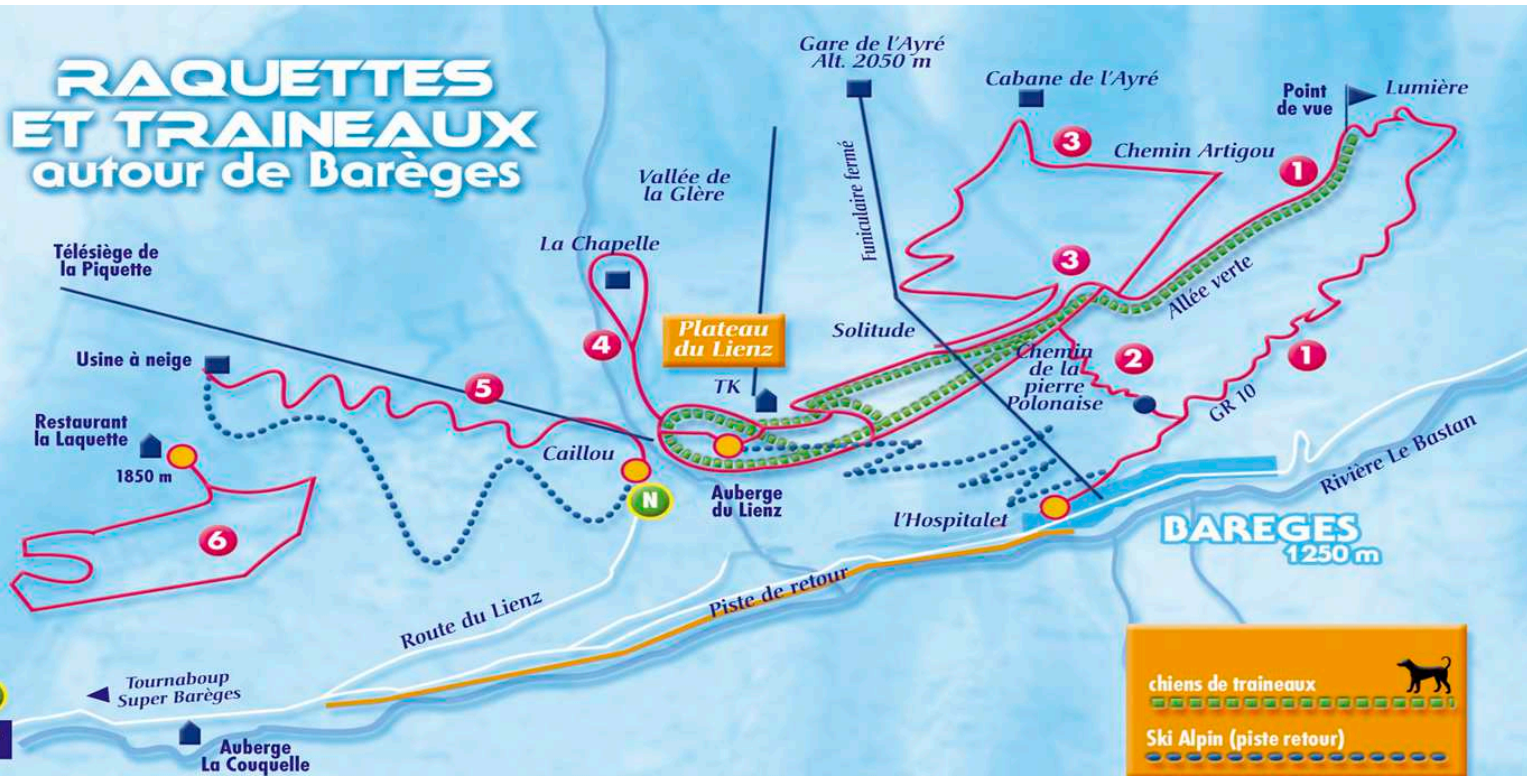 RAQUETTES
ET TRAINEAUX
autour de Barèges
Gare de l'Ayré
Alt. 2050 m
Cabane de l'Ayré
Point
de vue
Lumière
3
Chemin Artigou
1
Vallée de
la Glère
Funiculaire fermé
La Chapelle
Télésiège de
la Piquette
3
Allée verte
Plateau
du Lienz
Solitude
4
Usine à neige
5
TK
Chemin
de la
pierre
Polonaise
2
1
GR 10
Restaurant
la Laquette
1850 m
Caillou
N
Auberge
du Lienz
l'Hospitalet
Rivière Le Bastan
BAREGES
1250 m
6
Route du Lienz
Piste de retour
Tournaboup
Super Barèges
Auberge
La Couquelle
chiens de traineaux
Ski Alpin (piste retour)